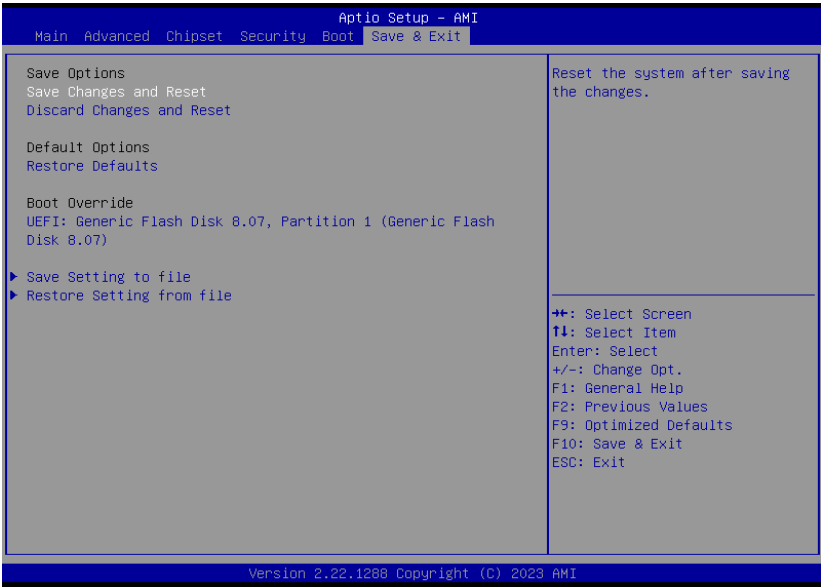 Aptio Setup – AMI
Main Advanced Chipset Security Boot Save & Exit
Save Options
Save Changes and Reset
Discard Changes and Reset
Default Options
Restore Defaults
Boot Override
UEFI: Generic Flash Disk 8.07, Partition 1 (Generic Flash
Disk 8.07)
▶ Save Setting to file
▶ Restore Setting from file
Reset the system after saving
the changes.
→←: Select Screen
↑↓: Select Item
Enter: Select
+/-: Change Opt.
F1: General Help
F2: Previous Values
F9: Optimized Defaults
F10: Save & Exit
ESC: Exit
Version 2.22.1288 Copyright (C) 2023 AMI